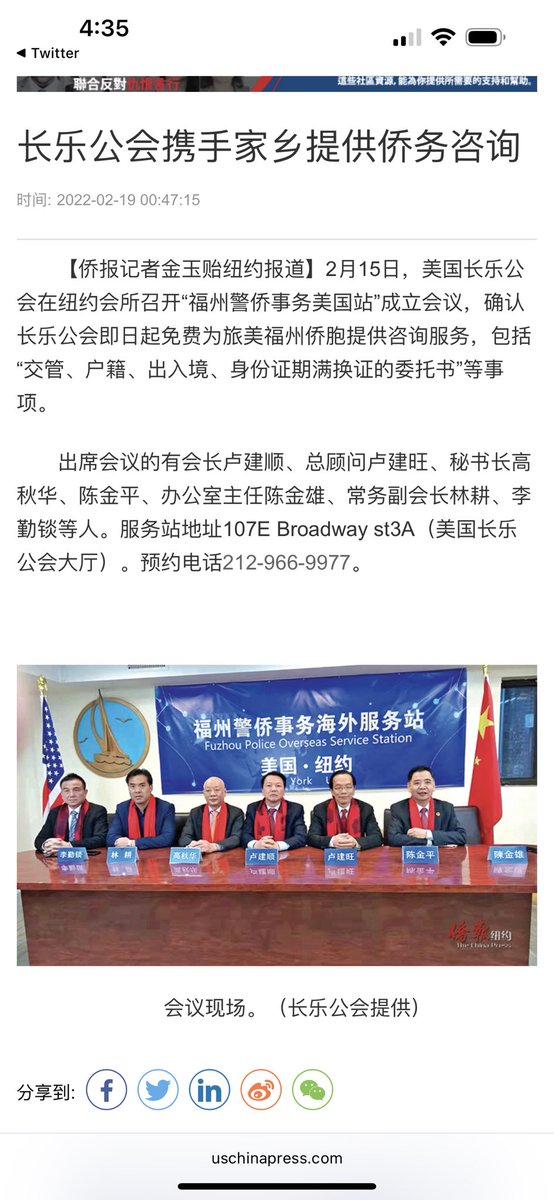 4:35
◀ Twitter
聯合反對仇恨言行
這些社區資源, 能為你提供所需要的支持和幫助。
长乐公会携手家乡提供侨务咨询
时间: 2022-02-19 00:47:15
【侨报记者金玉贻纽约报道】2月15日，美国长乐公
会在纽约会所召开“福州警侨事务美国站”成立会议，确认
长乐公会即日起免费为旅美福州侨胞提供咨询服务，包括
“交管、户籍、出入境、身份证期满换证的委托书”等事
项。
出席会议的有会长卢建顺、总顾问卢建旺、秘书长高
秋华、陈金平、办公室主任陈金雄、常务副会长林耕、李
勤锬等人。服务站地址107E Broadway st3A（美国长乐
公会大厅）。预约电话212-966-9977。
福州警侨事务海外服务站
Fuzhou Police Overseas Service Station
美国·纽约
York U
李勤锬
林 耕
高秋华
卢建顺
卢建旺
陈金平
陳金雄
侨报纽约
The China Press
会议现场。（长乐公会提供）
分享到:
uschinapress.com